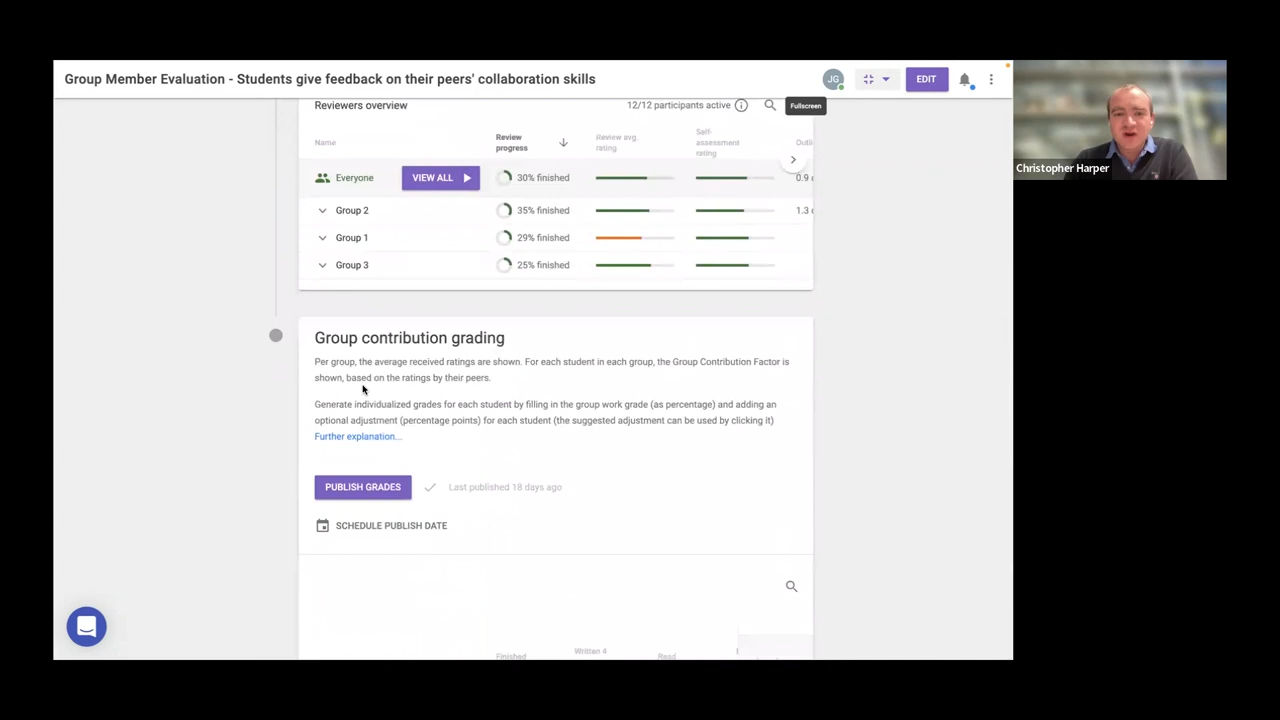 Group Member Evaluation - Students give feedback on their peers' collaboration skills
JG
EDIT
Reviewers overview
12/12 participants active
Fullscreen
Name
Review progress
Review avg. rating
Self-assessment rating
Everyone
VIEW ALL
30% finished
0.9
Group 2
35% finished
1.3
Group 1
29% finished
Group 3
25% finished
Group contribution grading
Per group, the average received ratings are shown. For each student in each group, the Group Contribution Factor is
shown, based on the ratings by their peers.
Generate individualized grades for each student by filling in the group work grade (as percentage) and adding an
optional adjustment (percentage points) for each student (the suggested adjustment can be used by clicking it)
Further explanation...
PUBLISH GRADES
Last published 18 days ago
SCHEDULE PUBLISH DATE
Finished
Written 4
Read
Christopher Harper